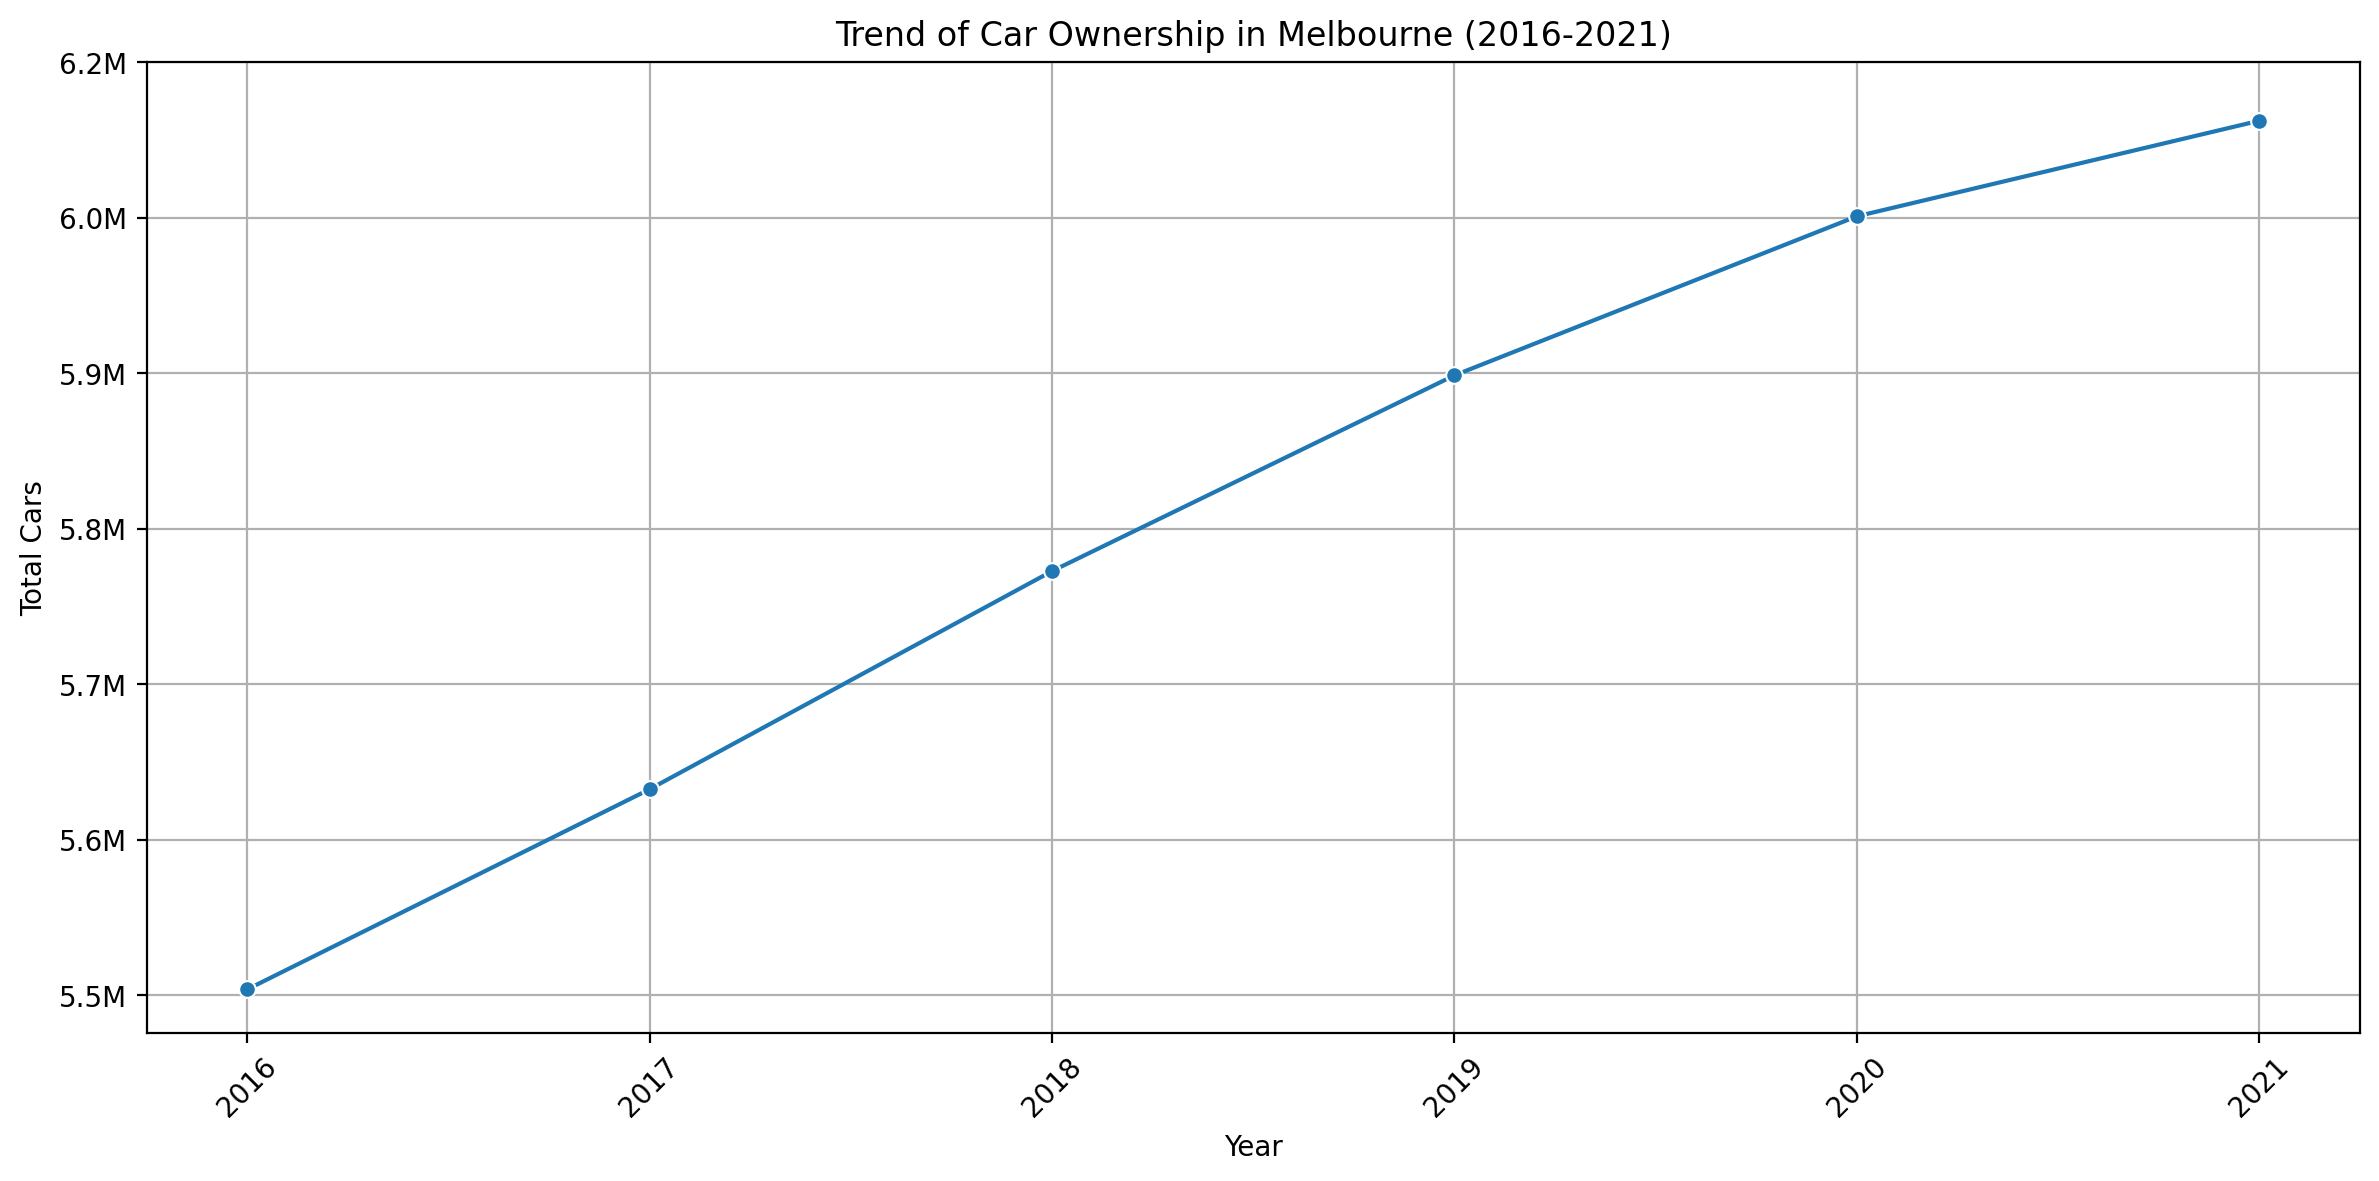 Trend of Car Ownership in Melbourne (2016-2021)
6.2M
6.0M
5.9M
5.8M
5.7M
5.6M
5.5M
Total Cars
2016
2017
2018
2019
2020
2021
Year